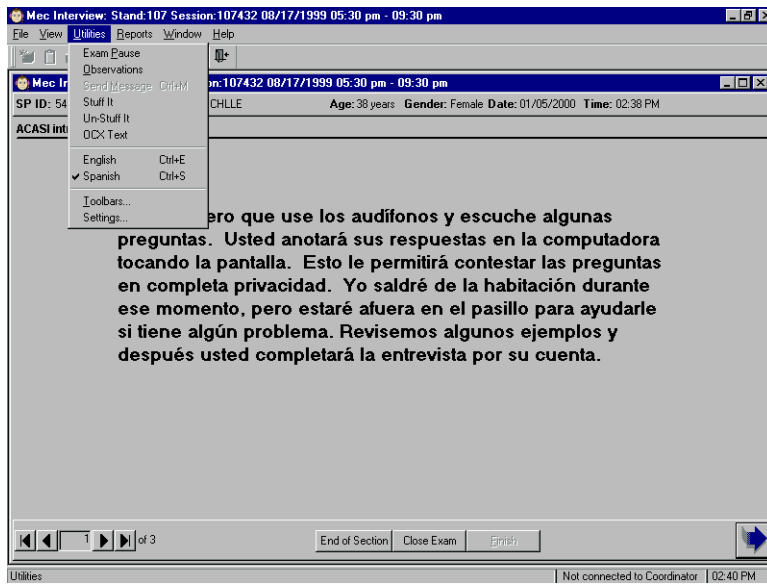 Mec Interview: Stand:107 Session:107432 08/17/1999 05:30 pm - 09:30 pm
File View Utilities Reports Window Help
Exam Pause
Observations
Send Message Ctrl+M
Stuff It
Un-Stuff It
OCX Text
English Ctrl+E
✓ Spanish Ctrl+S
Toolbars...
Settings...
Mec In :107432 08/17/1999 05:30 pm - 09:30 pm
SP ID: 54 CHLLE Age: 38 years Gender: Female Date: 01/05/2000 Time: 02:38 PM
ACASI int
ero que use los audífonos y escuche algunas
preguntas. Usted anotará sus respuestas en la computadora
tocando la pantalla. Esto le permitirá contestar las preguntas
en completa privacidad. Yo saldré de la habitación durante
ese momento, pero estaré afuera en el pasillo para ayudarle
si tiene algún problema. Revisemos algunos ejemplos y
después usted completará la entrevista por su cuenta.
1 of 3 End of Section Close Exam Finish
Utilities Not connected to Coordinator 02:40 PM